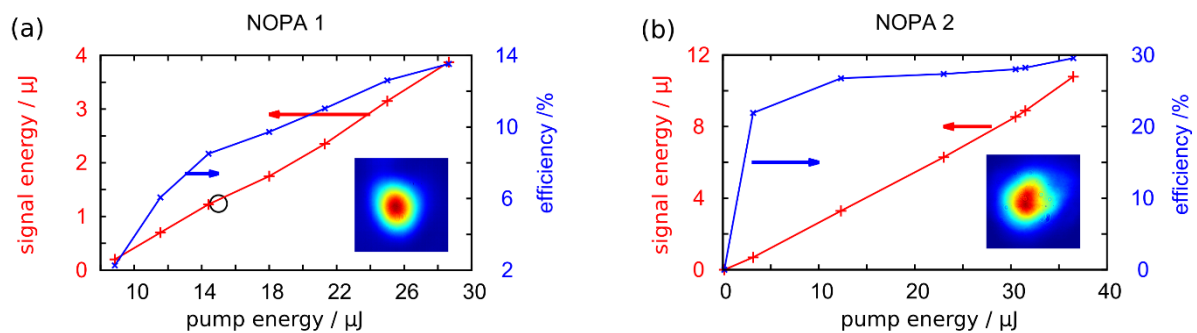 (a)
NOPA 1
signal energy / µJ
4
3
2
1
0
14
10
6
2
efficiency /%
10
14
18
22
26
30
pump energy / µJ
(b)
NOPA 2
signal energy / µJ
12
8
4
0
30
20
10
0
efficiency /%
0
10
20
30
40
pump energy / µJ